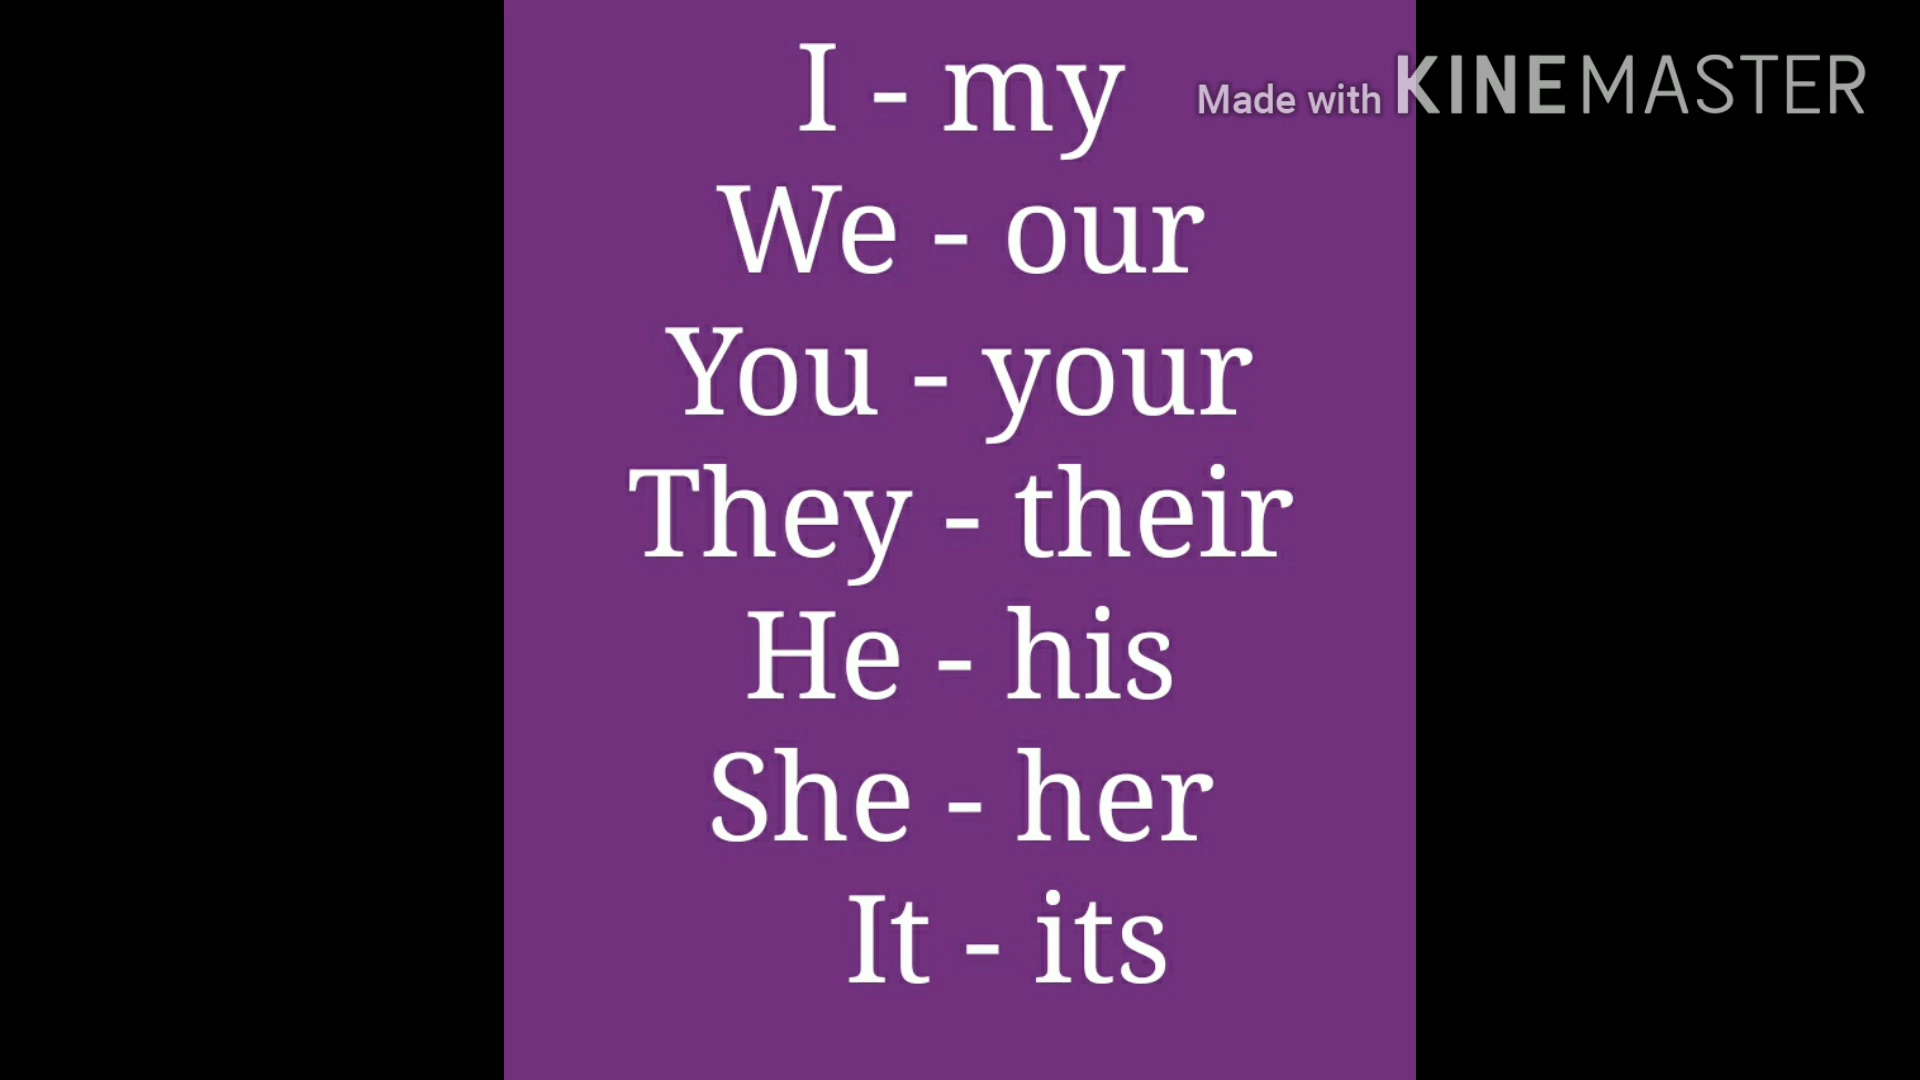 I - my
Made with KINEMASTER
We - our
You - your
They - their
He - his
She - her
It - its